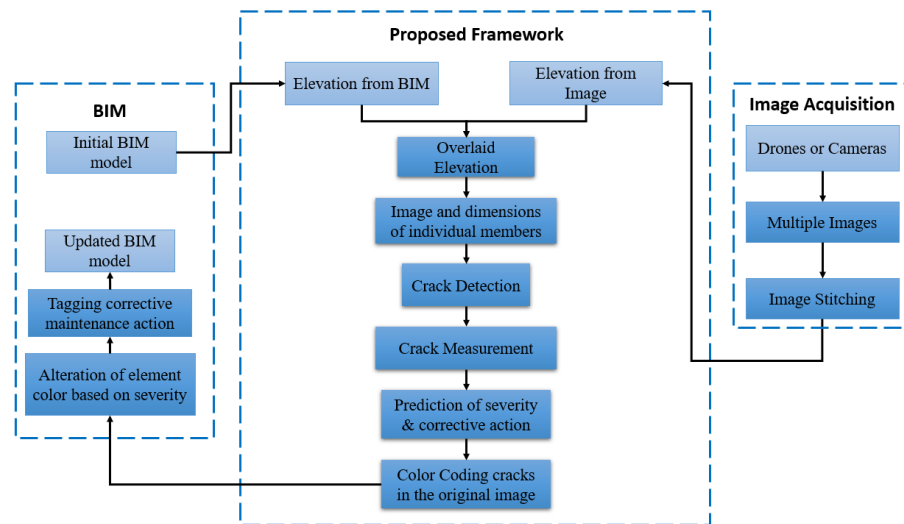 Proposed Framework
Elevation from BIM
Elevation from
Image
Overlaid
Elevation
Image and dimensions
of individual members
Crack Detection
Crack Measurement
Prediction of severity
& corrective action
Color Coding cracks
in the original image
BIM
Initial BIM
model
Updated BIM
model
Tagging corrective
maintenance action
Alteration of element
color based on severity
Image Acquisition
Drones or Cameras
Multiple Images
Image Stitching